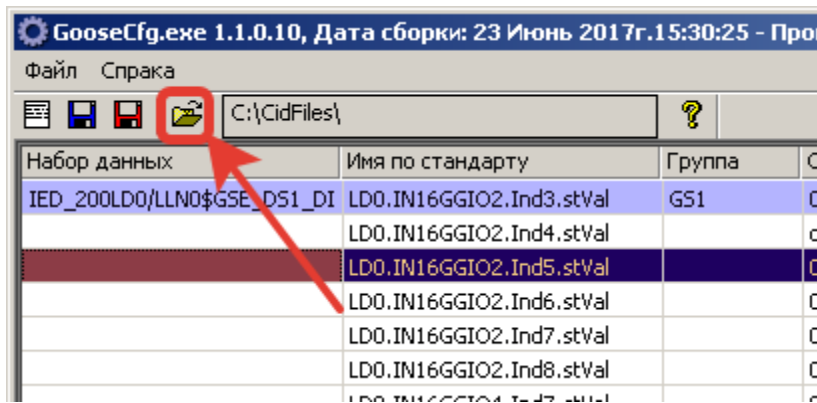 GooseCfg.exe 1.1.0.10, Дата сборки: 23 Июнь 2017г.15:30:25 - Про
Файл Спрака
C:\CidFiles\
Набор данных Имя по стандарту Группа
IED_200LD0/LLN0$GSE_DS1_DI LD0.IN16GGIO2.Ind3.stVal GS1
LD0.IN16GGIO2.Ind4.stVal
LD0.IN16GGIO2.Ind5.stVal
LD0.IN16GGIO2.Ind6.stVal
LD0.IN16GGIO2.Ind7.stVal
LD0.IN16GGIO2.Ind8.stVal